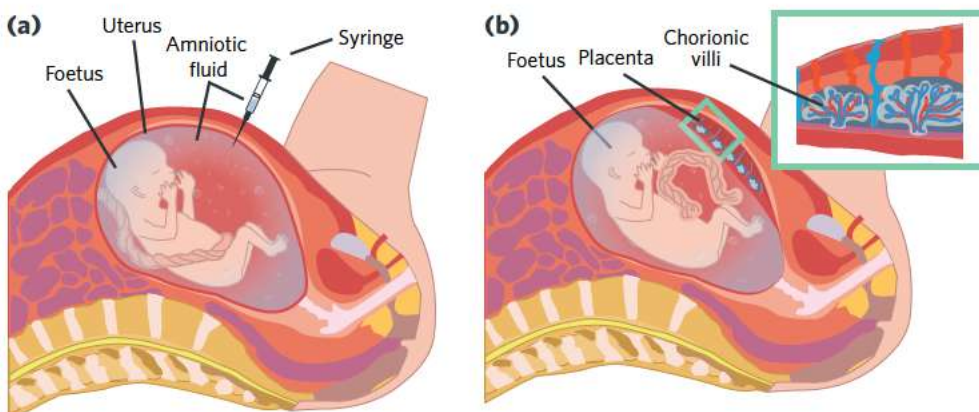 (a)
Uterus
Amniotic
fluid
Syringe
Foetus
(b)
Foetus
Placenta
Chorionic
villi